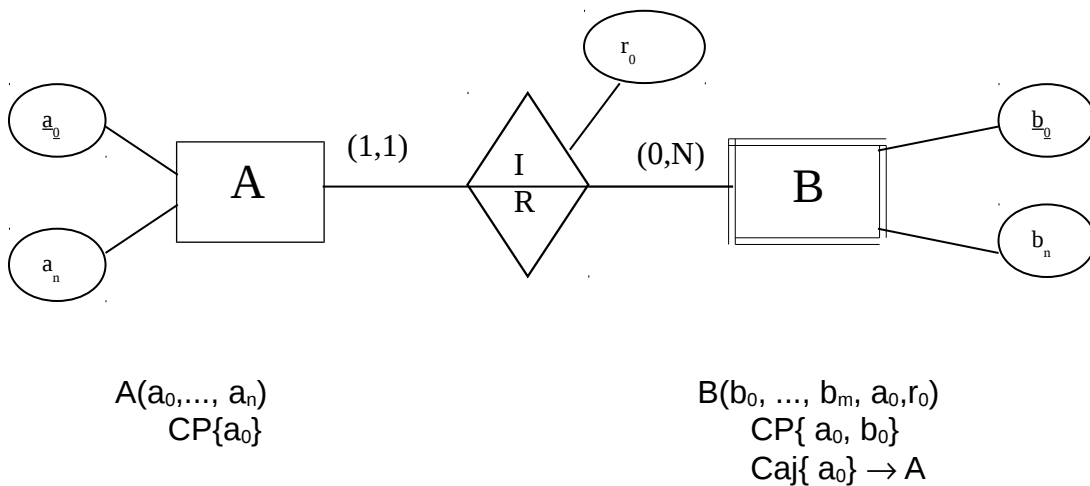 r₀
a₀
(1,1)
(0,N)
b₀
A
I
R
B
aₙ
bₙ
A(a₀,..., aₙ)
CP{a₀}
B(b₀, ..., bₘ, a₀,r₀)
CP{ a₀, b₀}
Caj{ a₀} → A